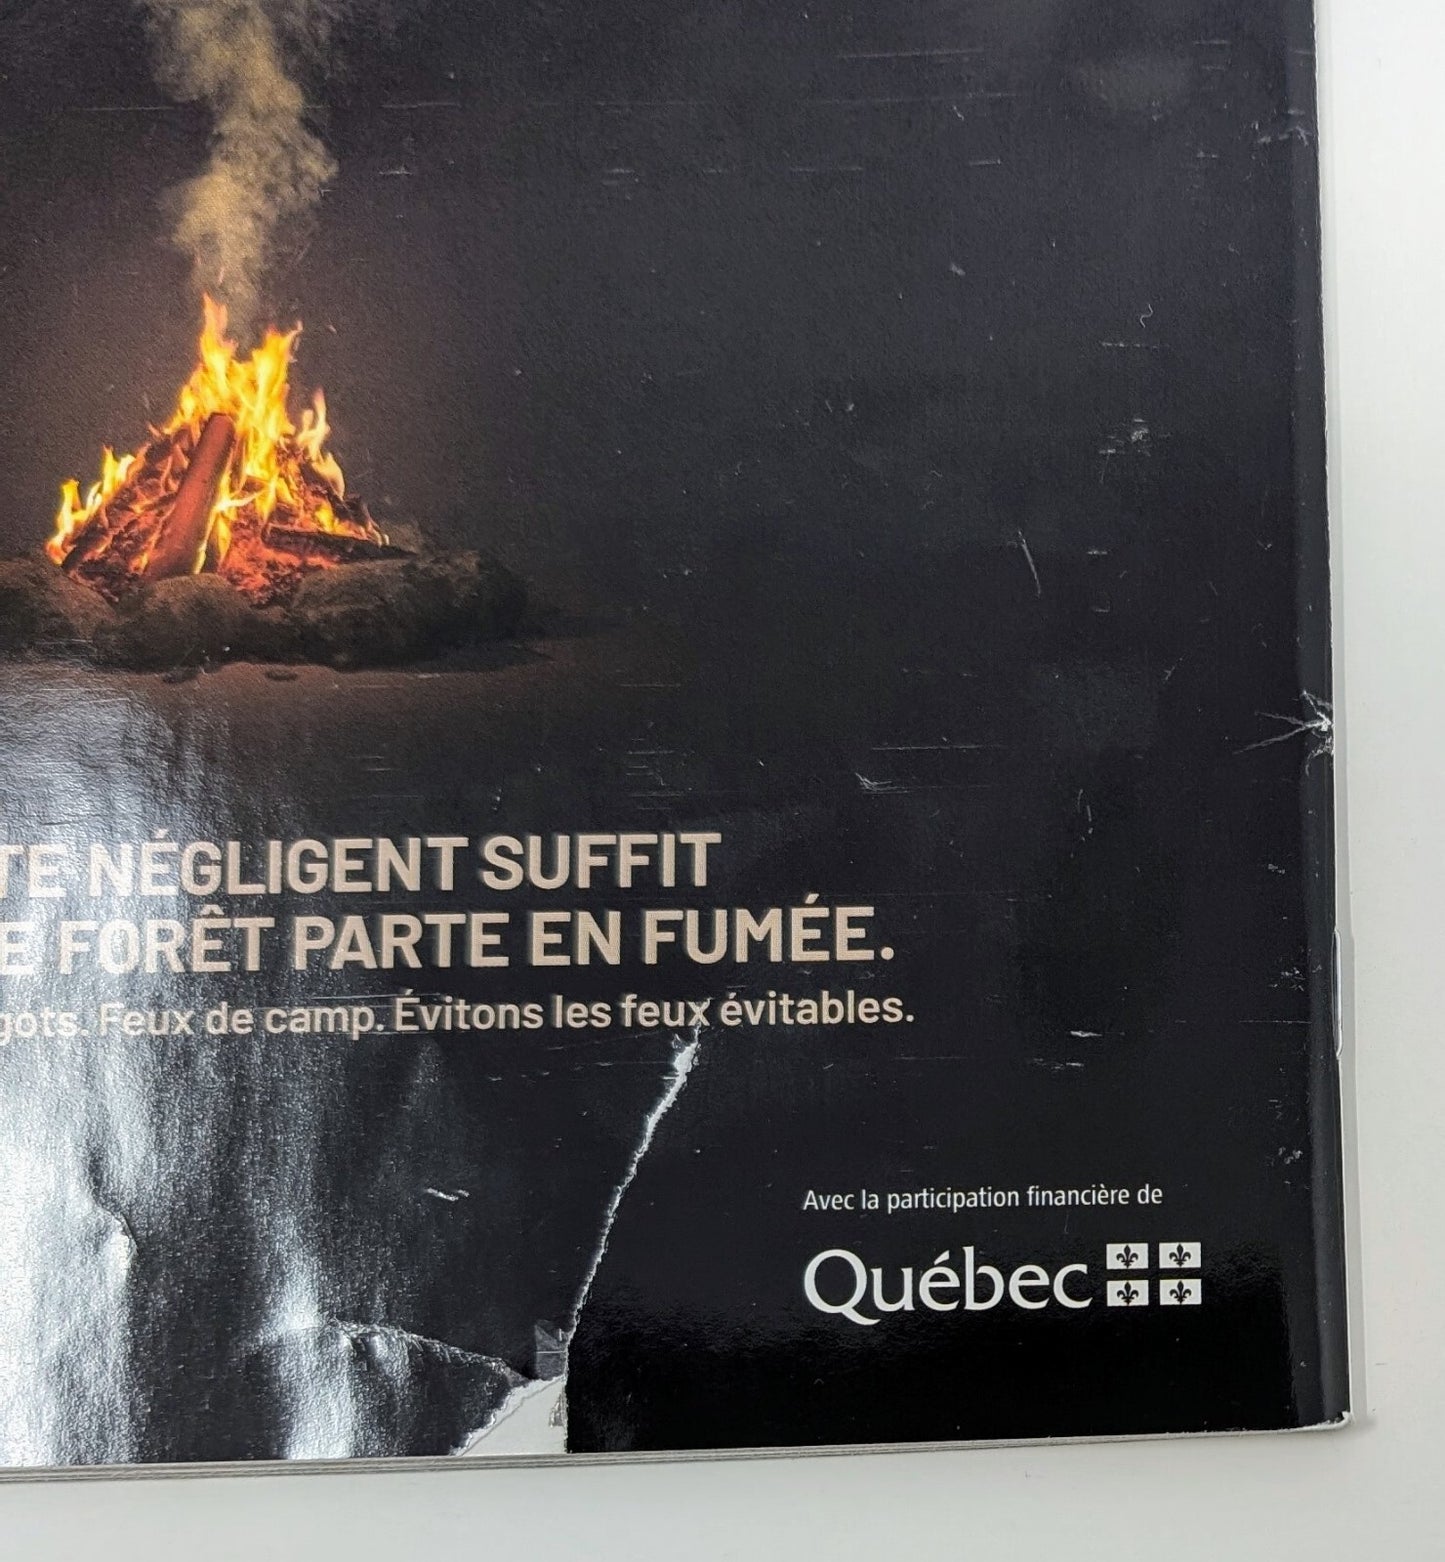 TE NÉGLIGENT SUFFIT
E FORÊT PARTE EN FUMÉE.
gots. Feux de camp. Évitons les feux évitables.
Avec la participation financière de
Québec